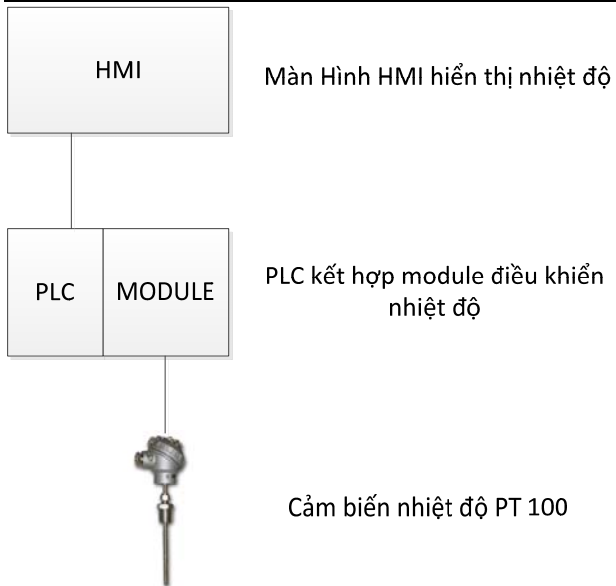 HMI
Màn Hình HMI hiển thị nhiệt độ
PLC
MODULE
PLC kết hợp module điều khiển
nhiệt độ
Cảm biến nhiệt độ PT 100